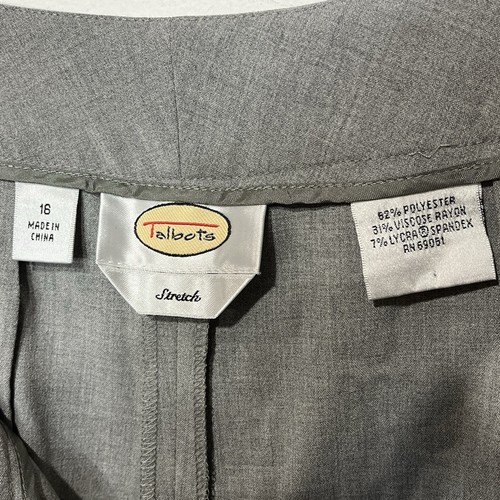 16
MADE IN
CHINA
Talbots
Stretch
62% POLYESTER
31% VISCOSE RAYON
7% LYCRA® SPANDEX
RN 69051